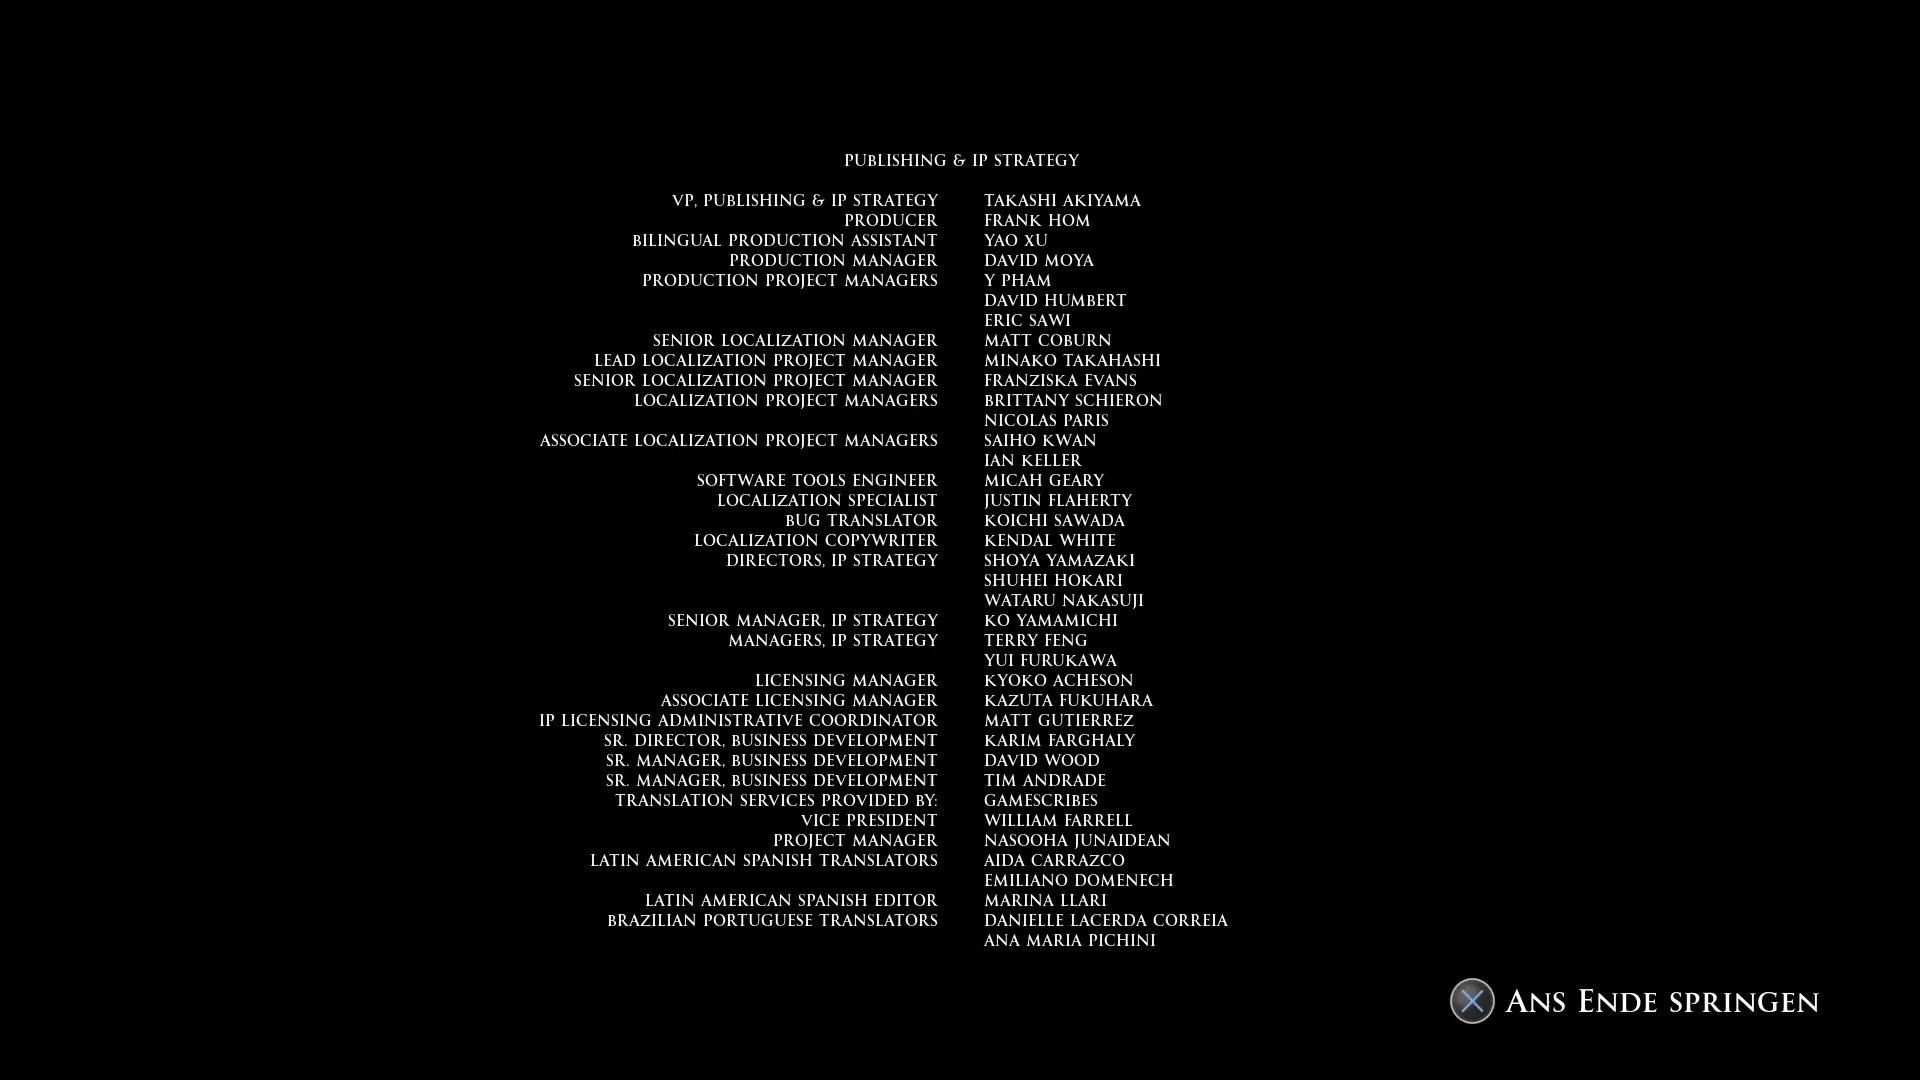 PUBLISHING & IP STRATEGY
VP, PUBLISHING & IP STRATEGY TAKASHI AKIYAMA
PRODUCER FRANK HOM
BILINGUAL PRODUCTION ASSISTANT YAO XU
PRODUCTION MANAGER DAVID MOYA
PRODUCTION PROJECT MANAGERS Y PHAM
DAVID HUMBERT
ERIC SAWI
SENIOR LOCALIZATION MANAGER MATT COBURN
LEAD LOCALIZATION PROJECT MANAGER MINAKO TAKAHASHI
SENIOR LOCALIZATION PROJECT MANAGER FRANZISKA EVANS
LOCALIZATION PROJECT MANAGERS BRITTANY SCHIERON
NICOLAS PARIS
ASSOCIATE LOCALIZATION PROJECT MANAGERS SAIHO KWAN
IAN KELLER
SOFTWARE TOOLS ENGINEER MICAH GEARY
LOCALIZATION SPECIALIST JUSTIN FLAHERTY
BUG TRANSLATOR KOICHI SAWADA
LOCALIZATION COPYWRITER KENDAL WHITE
DIRECTORS, IP STRATEGY SHOYA YAMAZAKI
SHUHEI HOKARI
WATARU NAKASUJI
SENIOR MANAGER, IP STRATEGY KO YAMAMICHI
MANAGERS, IP STRATEGY TERRY FENG
YUI FURUKAWA
LICENSING MANAGER KYOKO ACHESON
ASSOCIATE LICENSING MANAGER KAZUTA FUKUHARA
IP LICENSING ADMINISTRATIVE COORDINATOR MATT GUTIERREZ
SR. DIRECTOR, BUSINESS DEVELOPMENT KARIM FARGHALY
SR. MANAGER, BUSINESS DEVELOPMENT DAVID WOOD
SR. MANAGER, BUSINESS DEVELOPMENT TIM ANDRADE
TRANSLATION SERVICES PROVIDED BY: GAMESCRIBES
VICE PRESIDENT WILLIAM FARRELL
PROJECT MANAGER NASOOHA JUNAIDEAN
LATIN AMERICAN SPANISH TRANSLATORS AIDA CARRAZCO
EMILIANO DOMENECH
LATIN AMERICAN SPANISH EDITOR MARINA LLARI
BRAZILIAN PORTUGUESE TRANSLATORS DANIELLE LACERDA CORREIA
ANA MARIA PICHINI
ANS ENDE SPRINGEN